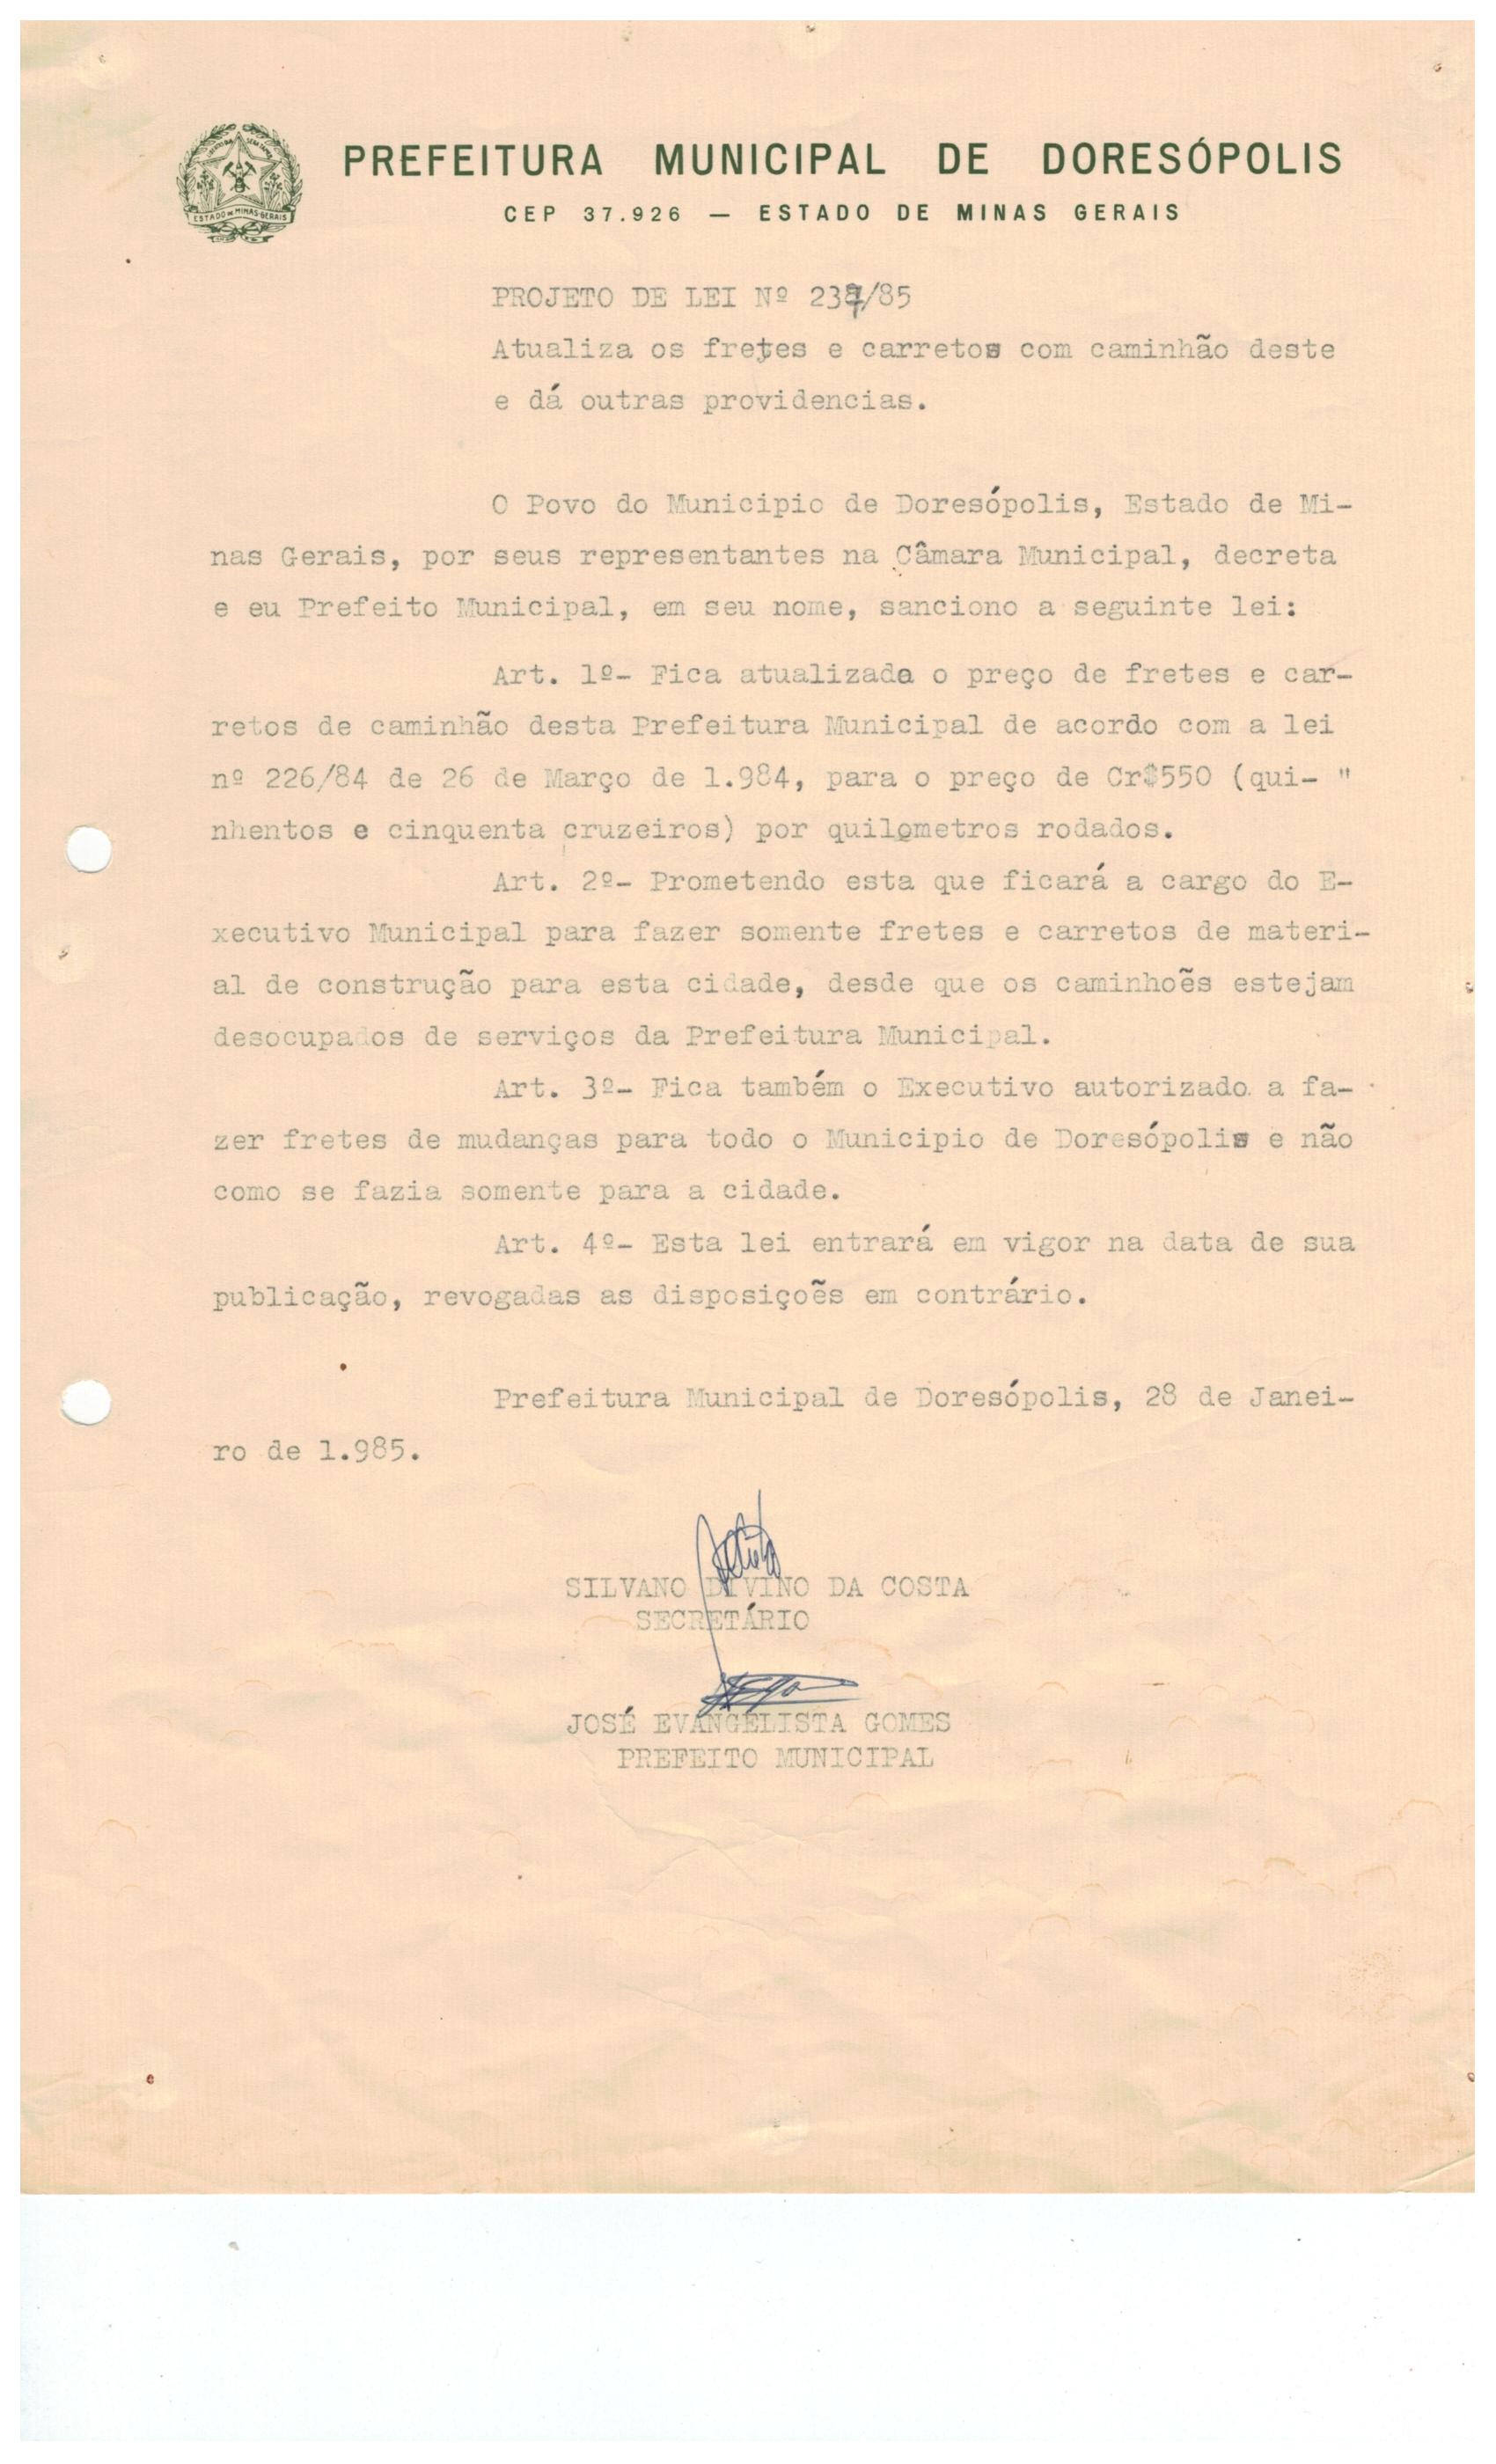 PREFEITURA MUNICIPAL DE DORESÓPOLIS
CEP 37.926 — ESTADO DE MINAS GERAIS
ESTADO DE MINAS GERAIS
PROJETO DE LEI Nº 237/85
Atualiza os fretes e carretos com caminhão deste
e dá outras providencias.
O Povo do Municipio de Doresópolis, Estado de Mi-
nas Gerais, por seus representantes na Câmara Municipal, decreta
e eu Prefeito Municipal, em seu nome, sanciono a seguinte lei:
Art. 1º- Fica atualizado o preço de fretes e car-
retos de caminhão desta Prefeitura Municipal de acordo com a lei
nº 226/84 de 26 de Março de 1.984, para o preço de Cr$550 (qui- "
nhentos e cinquenta cruzeiros) por quilometros rodados.
Art. 2º- Prometendo esta que ficará a cargo do E-
xecutivo Municipal para fazer somente fretes e carretos de materi-
al de construção para esta cidade, desde que os caminhoẽs estejam
desocupados de serviços da Prefeitura Municipal.
Art. 3º- Fica também o Executivo autorizado a fa-
zer fretes de mudanças para todo o Municipio de Doresópolis e não
como se fazia somente para a cidade.
Art. 4º- Esta lei entrará em vigor na data de sua
publicação, revogadas as disposiçoẽs em contrário.
Prefeitura Municipal de Doresópolis, 28 de Janei-
ro de 1.985.
SILVANO DIVINO DA COSTA
SECRETÁRIO
JOSÉ EVANGELISTA GOMES
PREFEITO MUNICIPAL